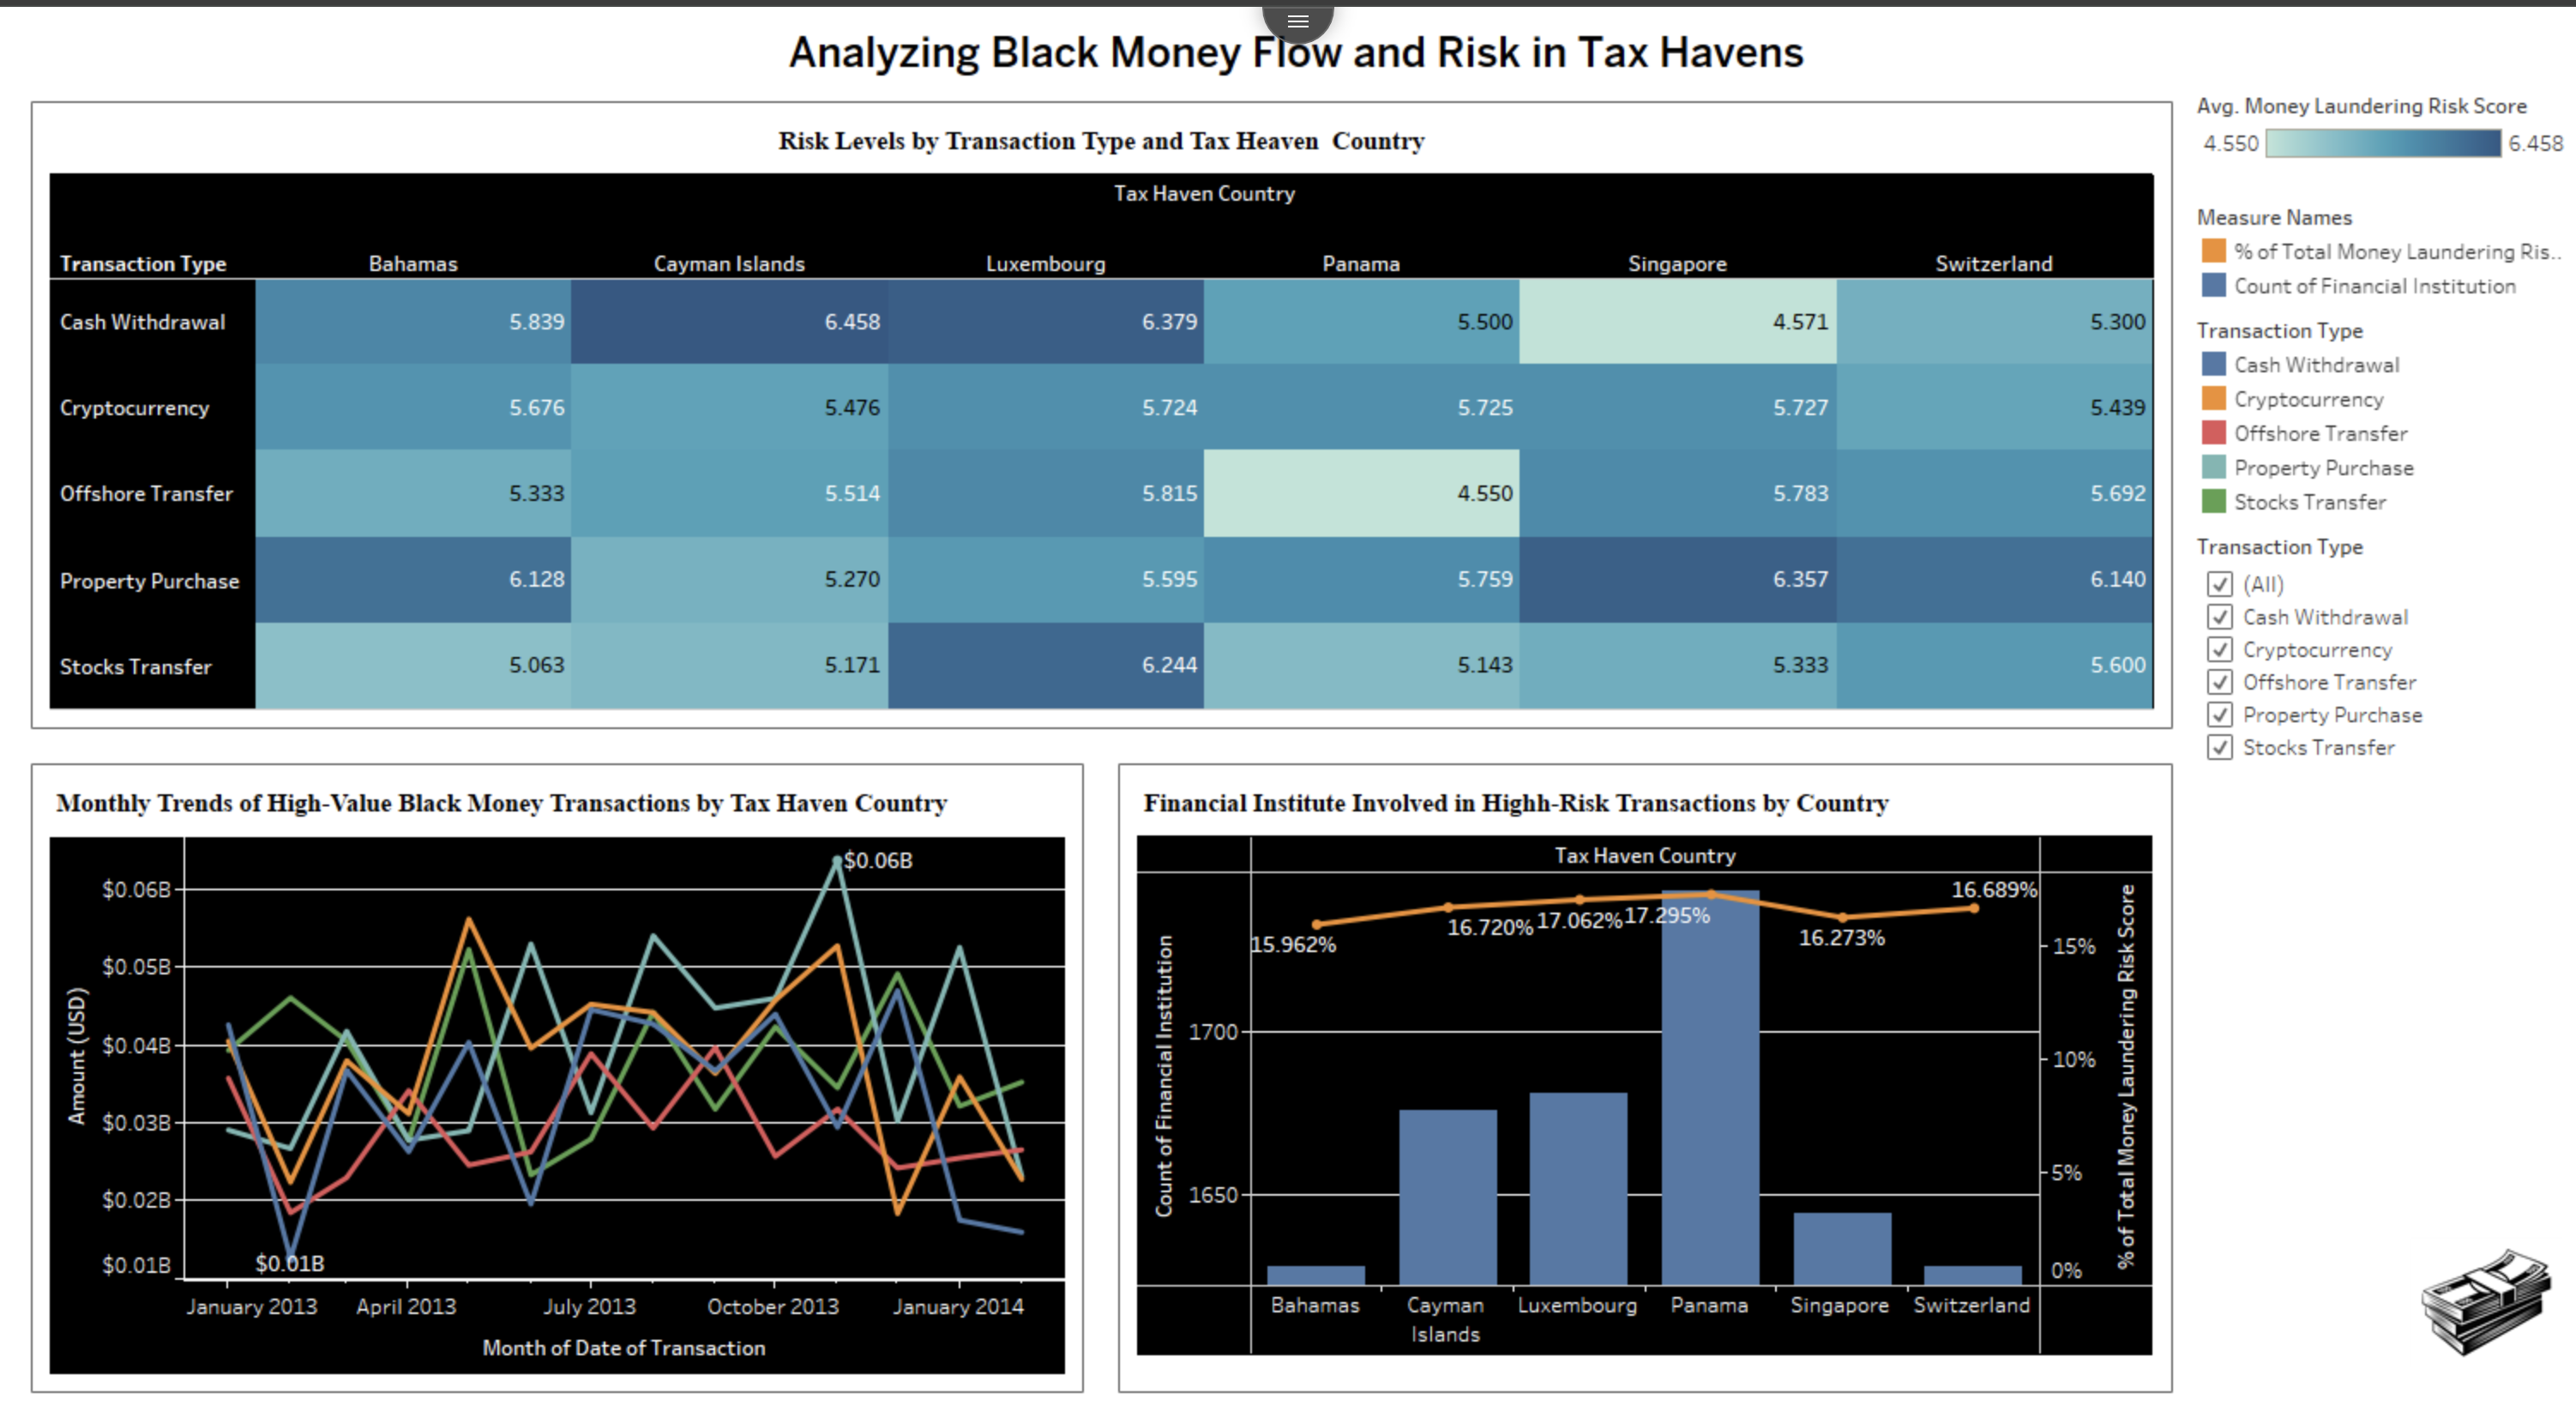 Analyzing Black Money Flow and Risk in Tax Havens
Risk Levels by Transaction Type and Tax Heaven  Country
Tax Haven Country
Transaction Type Bahamas Cayman Islands Luxembourg Panama Singapore Switzerland
Cash Withdrawal 5.839 6.458 6.379 5.500 4.571 5.300
Cryptocurrency 5.676 5.476 5.724 5.725 5.727 5.439
Offshore Transfer 5.333 5.514 5.815 4.550 5.783 5.692
Property Purchase 6.128 5.270 5.595 5.759 6.357 6.140
Stocks Transfer 5.063 5.171 6.244 5.143 5.333 5.600
Avg. Money Laundering Risk Score
4.550 6.458
Measure Names
% of Total Money Laundering Ris..
Count of Financial Institution
Transaction Type
Cash Withdrawal
Cryptocurrency
Offshore Transfer
Property Purchase
Stocks Transfer
Transaction Type
(All)
Cash Withdrawal
Cryptocurrency
Offshore Transfer
Property Purchase
Stocks Transfer
Monthly Trends of High-Value Black Money Transactions by Tax Haven Country
Amount (USD)
$0.06B
$0.05B
$0.04B
$0.03B
$0.02B
$0.01B
$0.06B
$0.01B
January 2013 April 2013 July 2013 October 2013 January 2014
Month of Date of Transaction
Financial Institute Involved in Highh-Risk Transactions by Country
Tax Haven Country
Count of Financial Institution
1700
1650
15.962% 16.720% 17.062% 17.295% 16.273% 16.689%
15%
10%
5%
0%
% of Total Money Laundering Risk Score
Bahamas Cayman Islands Luxembourg Panama Singapore Switzerland